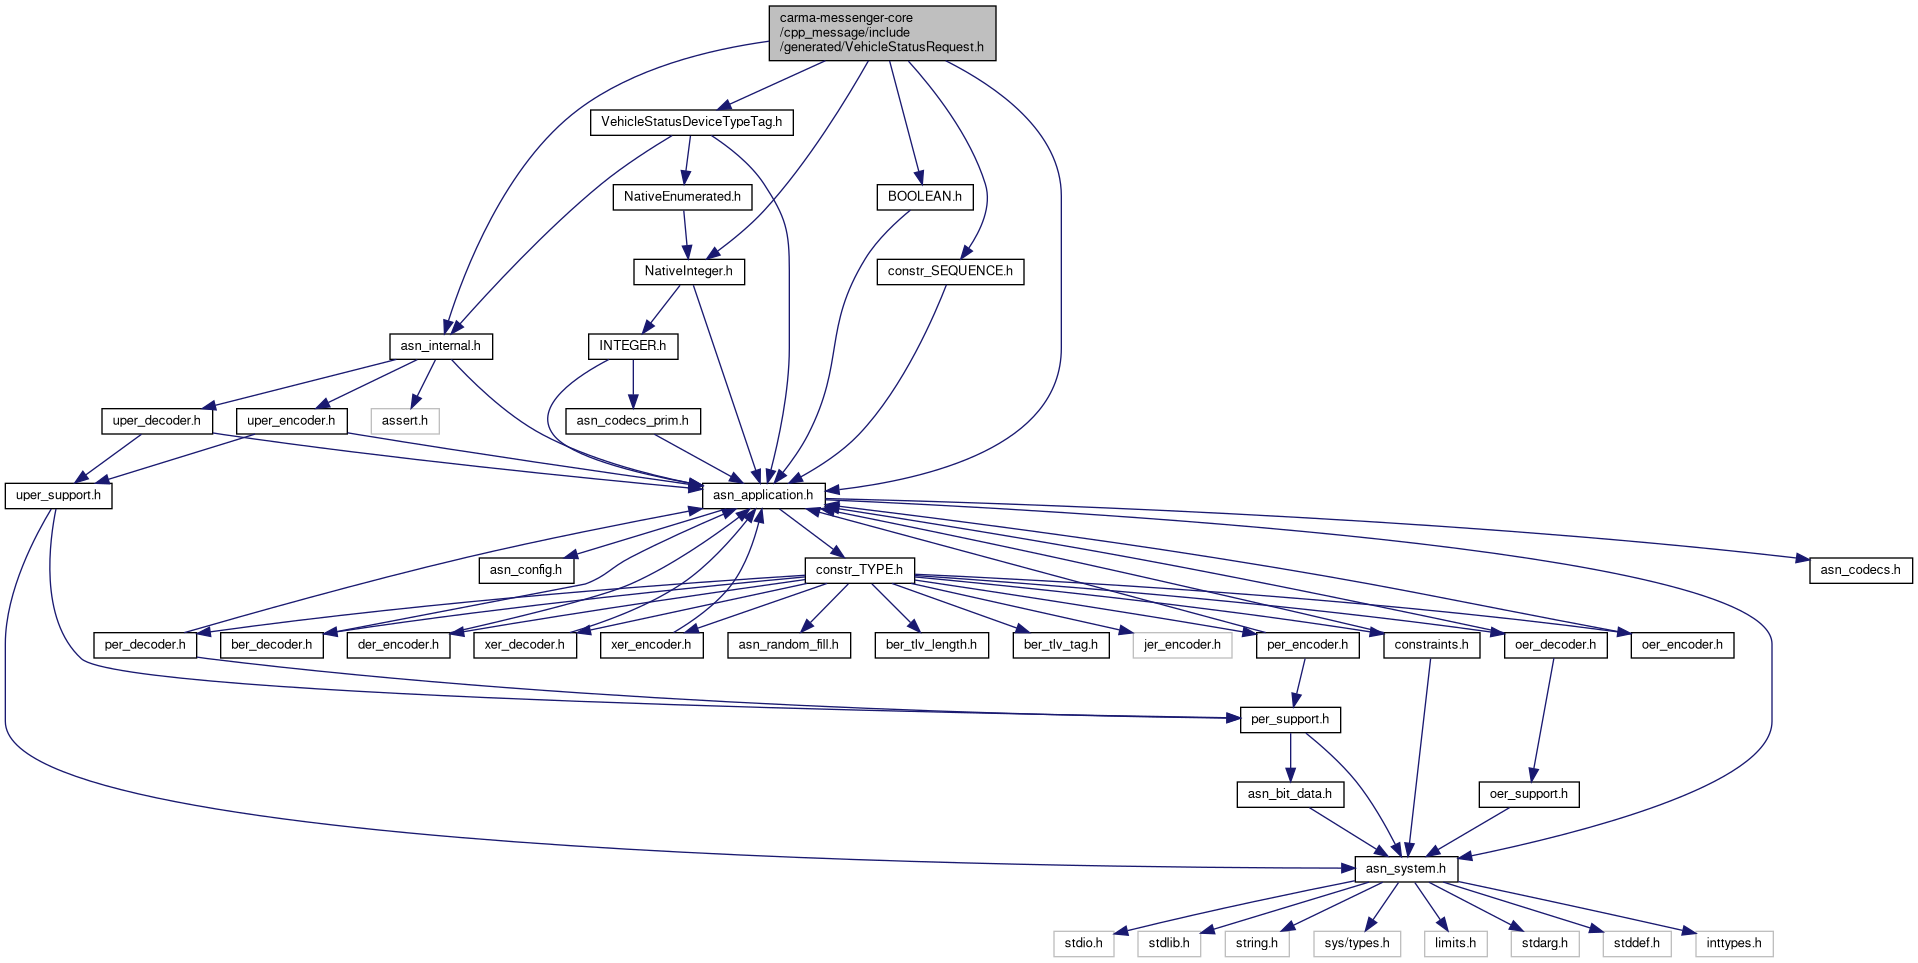 carma-messenger-core
/cpp_message/include
/generated/VehicleStatusRequest.h
VehicleStatusDeviceTypeTag.h
NativeEnumerated.h
BOOLEAN.h
NativeInteger.h
constr_SEQUENCE.h
asn_internal.h
INTEGER.h
uper_decoder.h
uper_encoder.h
assert.h
asn_codecs_prim.h
uper_support.h
asn_application.h
asn_config.h
constr_TYPE.h
asn_codecs.h
per_decoder.h
ber_decoder.h
der_encoder.h
xer_decoder.h
xer_encoder.h
asn_random_fill.h
ber_tlv_length.h
ber_tlv_tag.h
jer_encoder.h
per_encoder.h
constraints.h
oer_decoder.h
oer_encoder.h
per_support.h
asn_bit_data.h
oer_support.h
asn_system.h
stdio.h
stdlib.h
string.h
sys/types.h
limits.h
stdarg.h
stddef.h
inttypes.h